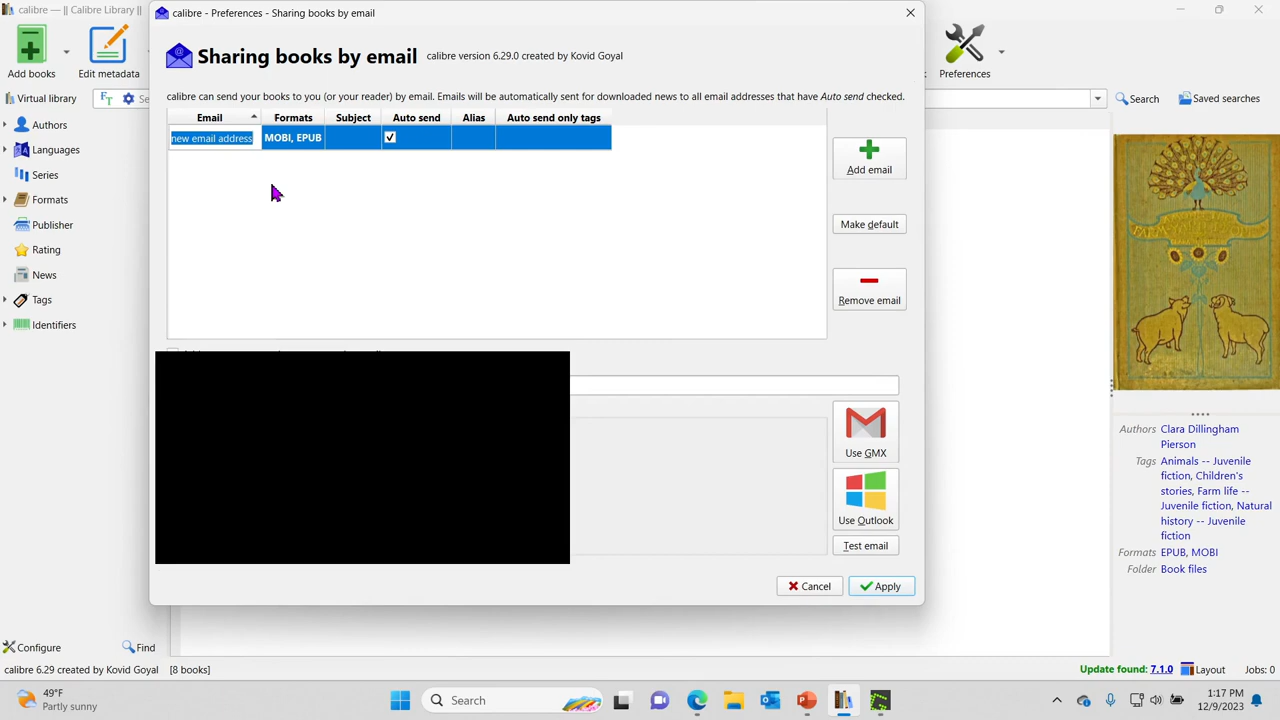 calibre — || Calibre Library ||
calibre - Preferences - Sharing books by email
Add books
Edit metadata
Preferences
Sharing books by email
calibre version 6.29.0 created by Kovid Goyal
calibre can send your books to you (or your reader) by email. Emails will be automatically sent for downloaded news to all email addresses that have Auto-send checked.
Virtual library
Search
Saved searches
Email
Formats
Subject
Auto send
Alias
Auto send only tags
new email address
MOBI, EPUB
Add email
Make default
Remove email
Authors
Languages
Series
Formats
Publisher
Rating
News
Tags
Identifiers
Use GMX
Use Outlook
Test email
Cancel
Apply
Authors Clara Dillingham
Pierson
Tags Animals -- Juvenile
fiction, Children's
stories, Farm life --
Juvenile fiction, Natural
history -- Juvenile
fiction
Formats EPUB, MOBI
Folder Book files
Configure
Find
calibre 6.29 created by Kovid Goyal [8 books]
Update found: 7.1.0
Layout
Jobs: 0
49°F
Partly sunny
Search
1:17 PM
12/9/2023